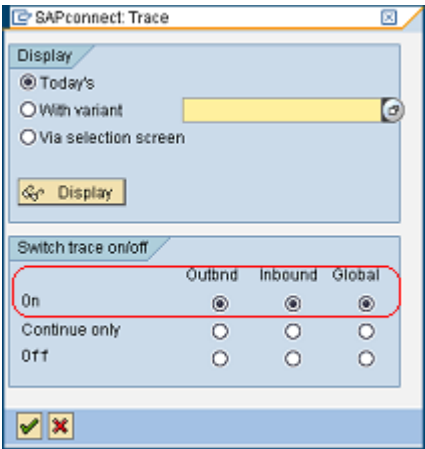 SAPconnect: Trace
Display
Today's
With variant
Via selection screen
Display
Switch trace on/off
Outbnd Inbound Global
On
Continue only
Off